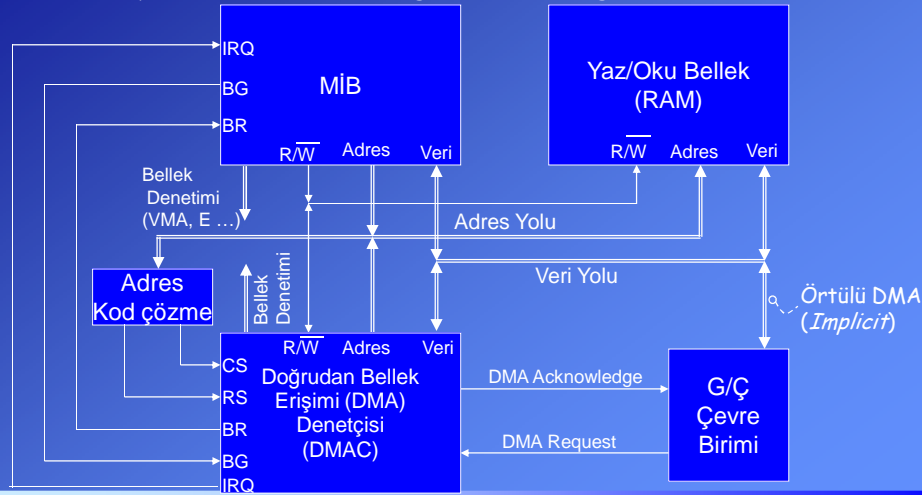 IRQ
BG
BR
MİB
R/W
Adres
Veri
Yaz/Oku Bellek
(RAM)
R/W
Adres
Veri
Bellek
Denetimi
(VMA, E ...)
Adres Yolu
Veri Yolu
Adres
Kod çözme
Bellek
Denetimi
Örtülü DMA
(Implicit)
R/W
Adres
Veri
CS
RS
BR
BG
IRQ
Doğrudan Bellek
Erişimi (DMA)
Denetçisi
(DMAC)
DMA Acknowledge
DMA Request
G/Ç
Çevre
Birimi